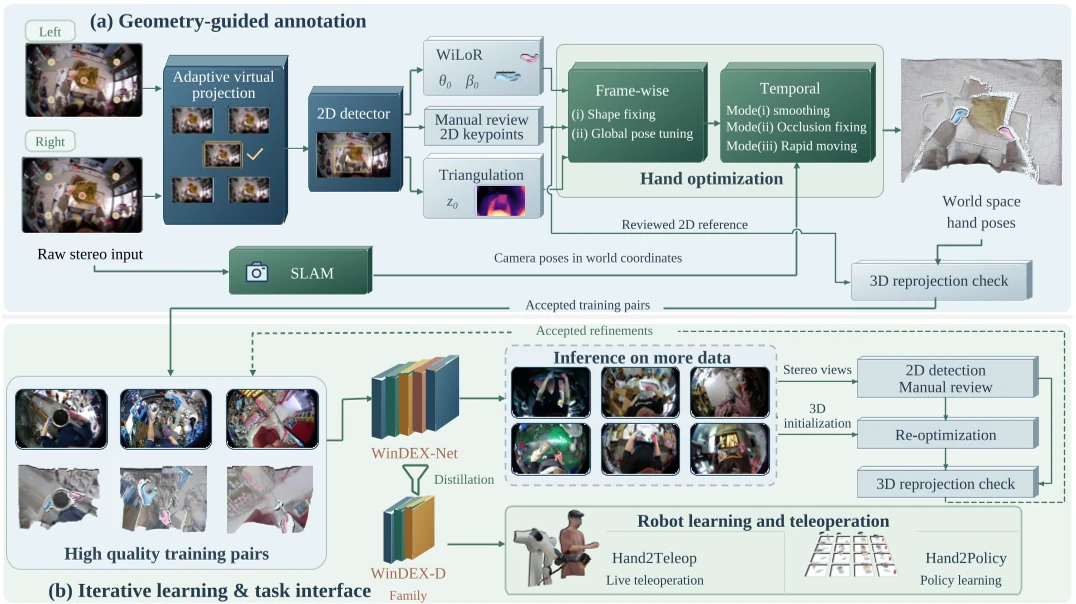 (a) Geometry-guided annotation
Left
Right
Raw stereo input
Adaptive virtual
projection
2D detector
WiLoR
θ0 β0
Manual review
2D keypoints
Triangulation
z0
Frame-wise
(i) Shape fixing
(ii) Global pose tuning
Temporal
Mode(i) smoothing
Mode(ii) Occlusion fixing
Mode(iii) Rapid moving
Hand optimization
World space
hand poses
Reviewed 2D reference
SLAM
Camera poses in world coordinates
3D reprojection check
Accepted training pairs
Accepted refinements
High quality training pairs
WinDEX-Net
Distillation
WinDEX-D
Family
Inference on more data
Stereo views
3D
initialization
2D detection
Manual review
Re-optimization
3D reprojection check
Robot learning and teleoperation
Hand2Teleop
Live teleoperation
Hand2Policy
Policy learning
(b) Iterative learning & task interface